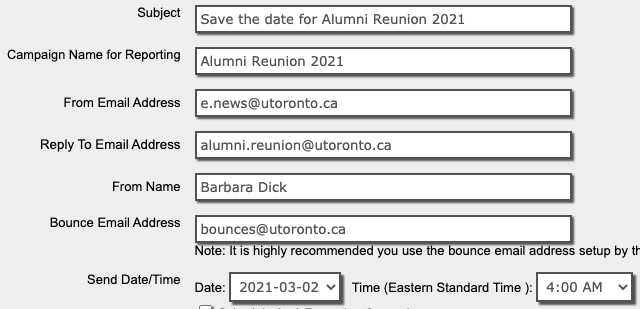 Subject Save the date for Alumni Reunion 2021
Campaign Name for Reporting Alumni Reunion 2021
From Email Address e.news@utoronto.ca
Reply To Email Address alumni.reunion@utoronto.ca
From Name Barbara Dick
Bounce Email Address bounces@utoronto.ca
Note: It is highly recommended you use the bounce email address setup by th
Send Date/Time Date: 2021-03-02 Time (Eastern Standard Time ): 4:00 AM